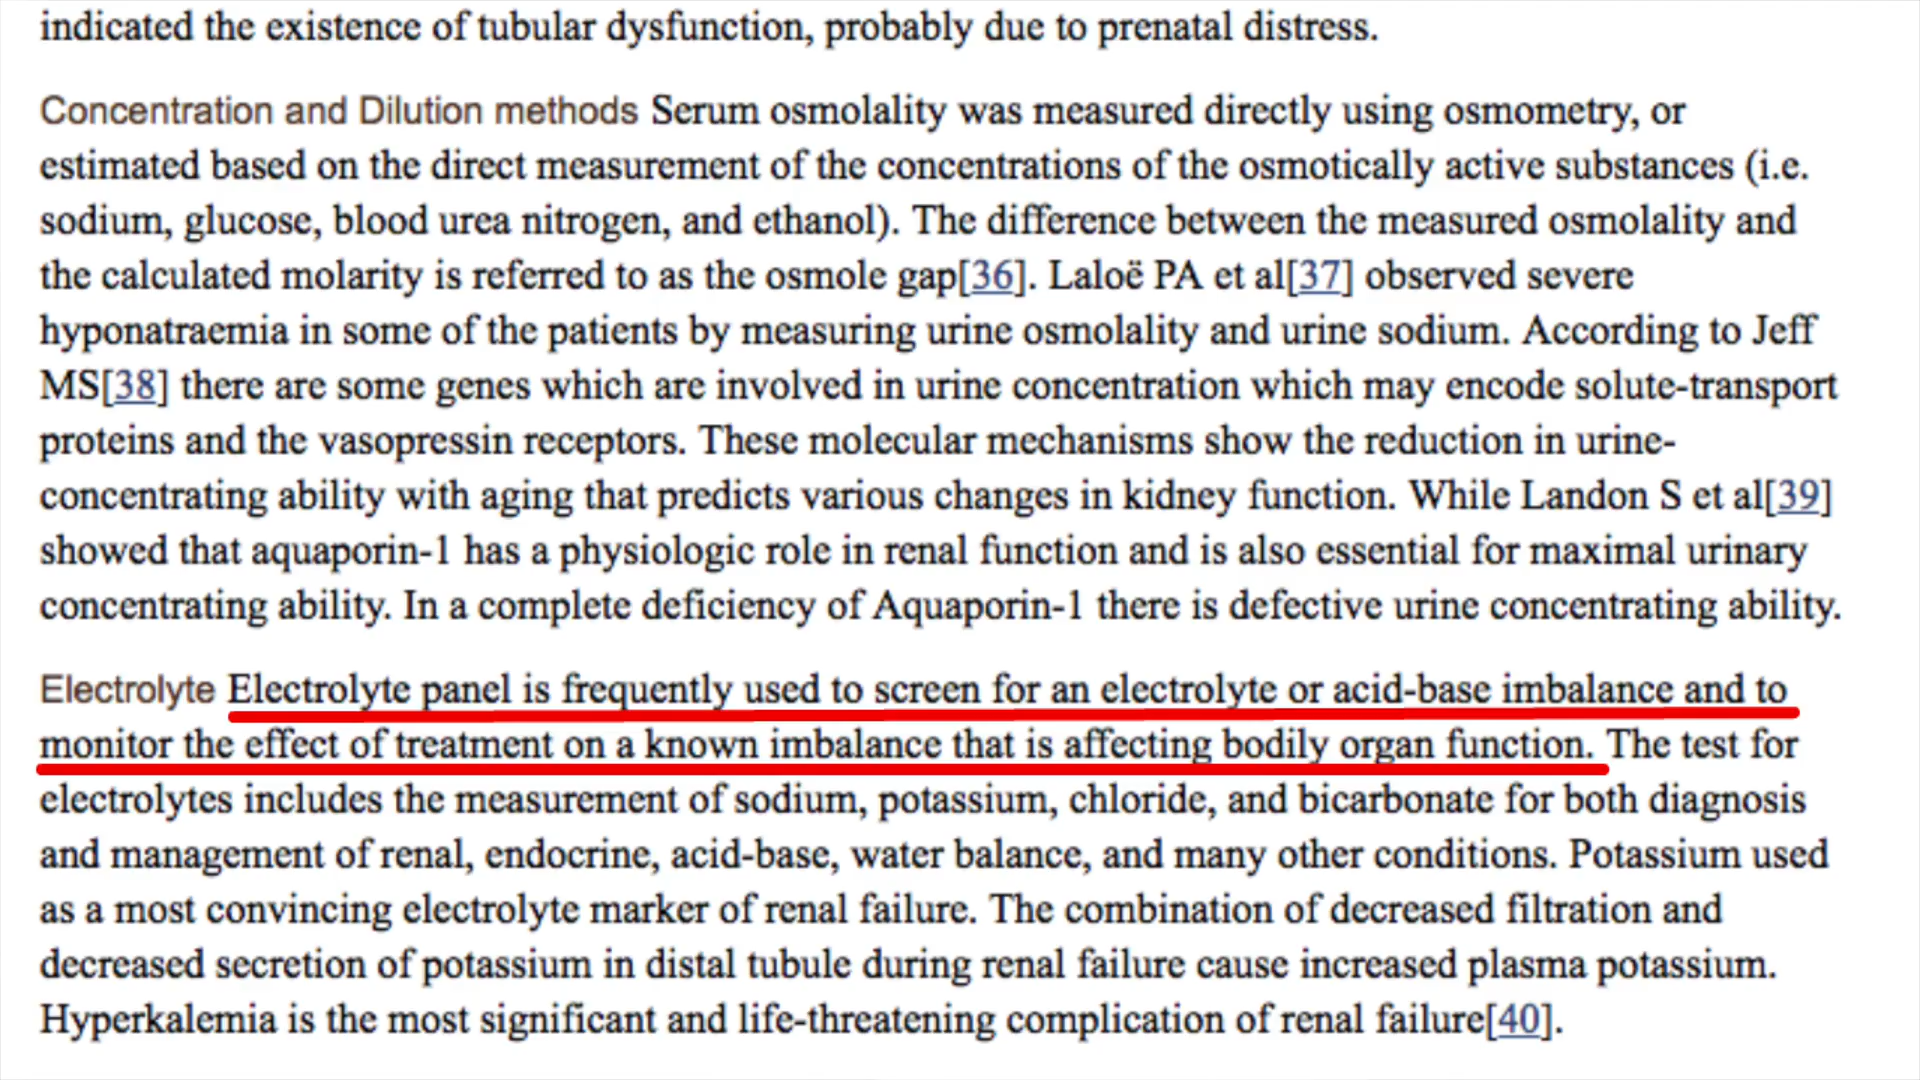 indicated the existence of tubular dysfunction, probably due to prenatal distress.
Concentration and Dilution methods Serum osmolality was measured directly using osmometry, or
estimated based on the direct measurement of the concentrations of the osmotically active substances (i.e.
sodium, glucose, blood urea nitrogen, and ethanol). The difference between the measured osmolality and
the calculated molarity is referred to as the osmole gap[36]. Laloë PA et al[37] observed severe
hyponatraemia in some of the patients by measuring urine osmolality and urine sodium. According to Jeff
MS[38] there are some genes which are involved in urine concentration which may encode solute-transport
proteins and the vasopressin receptors. These molecular mechanisms show the reduction in urine-
concentrating ability with aging that predicts various changes in kidney function. While Landon S et al[39]
showed that aquaporin-1 has a physiologic role in renal function and is also essential for maximal urinary
concentrating ability. In a complete deficiency of Aquaporin-1 there is defective urine concentrating ability.
Electrolyte Electrolyte panel is frequently used to screen for an electrolyte or acid-base imbalance and to
monitor the effect of treatment on a known imbalance that is affecting bodily organ function. The test for
electrolytes includes the measurement of sodium, potassium, chloride, and bicarbonate for both diagnosis
and management of renal, endocrine, acid-base, water balance, and many other conditions. Potassium used
as a most convincing electrolyte marker of renal failure. The combination of decreased filtration and
decreased secretion of potassium in distal tubule during renal failure cause increased plasma potassium.
Hyperkalemia is the most significant and life-threatening complication of renal failure[40].